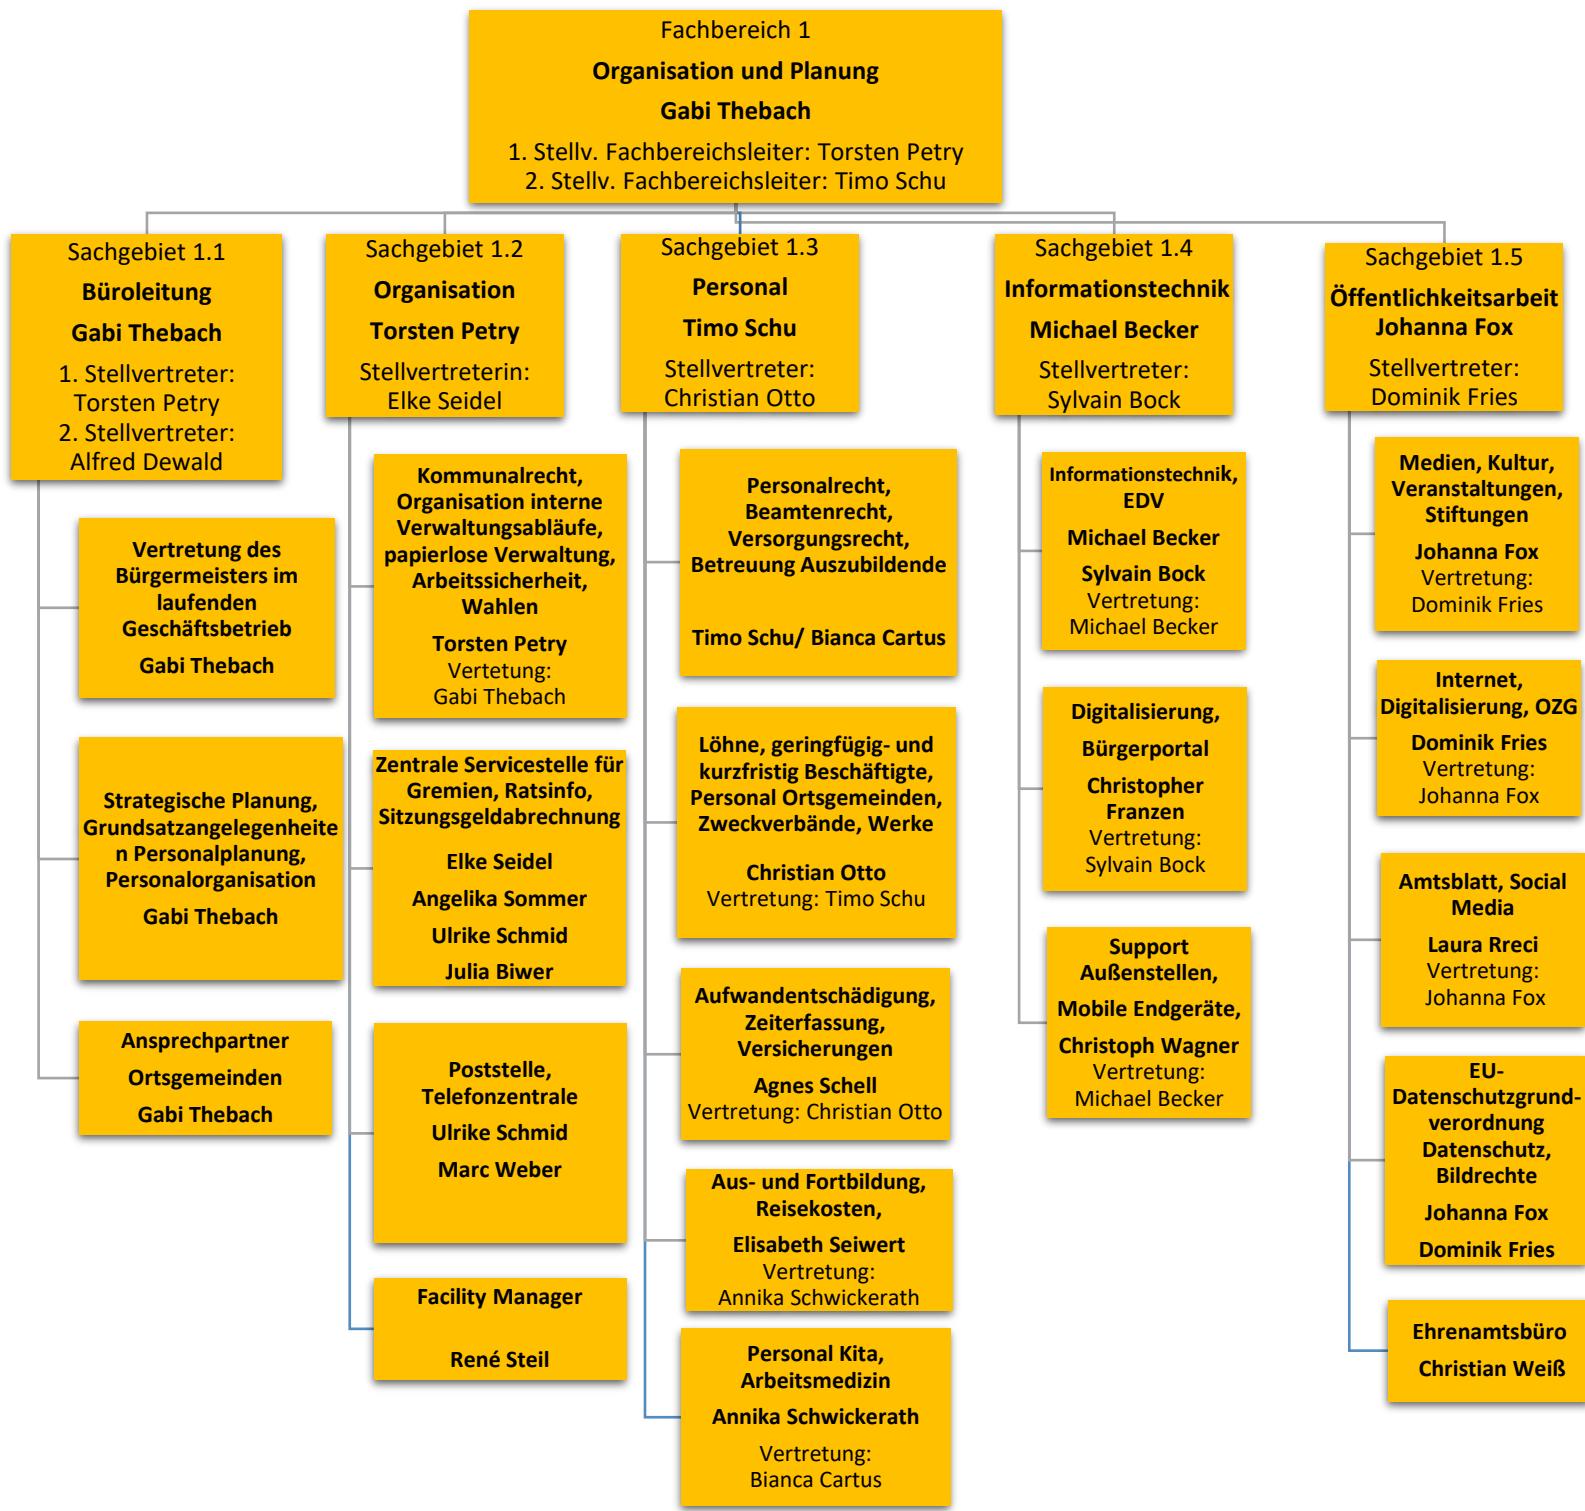 Fachbereich 1
Organisation und Planung
Gabi Thebach
1. Stellv. Fachbereichsleiter: Torsten Petry
2. Stellv. Fachbereichsleiter: Timo Schu
Sachgebiet 1.1
Büroleitung
Gabi Thebach
1. Stellvertreter:
Torsten Petry
2. Stellvertreter:
Alfred Dewald
Vertretung des
Bürgermeisters im
laufenden
Geschäftsbetrieb
Gabi Thebach
Strategische Planung,
Grundsatzangelegenheite
n Personalplanung,
Personalorganisation
Gabi Thebach
Ansprechpartner
Ortsgemeinden
Gabi Thebach
Sachgebiet 1.2
Organisation
Torsten Petry
Stellvertreterin:
Elke Seidel
Kommunalrecht,
Organisation interne
Verwaltungsabläufe,
papierlose Verwaltung,
Arbeitssicherheit,
Wahlen
Torsten Petry
Vertetung:
Gabi Thebach
Zentrale Servicestelle für
Gremien, Ratsinfo,
Sitzungsgeldabrechnung
Elke Seidel
Angelika Sommer
Ulrike Schmid
Julia Biwer
Poststelle,
Telefonzentrale
Ulrike Schmid
Marc Weber
Facility Manager
René Steil
Sachgebiet 1.3
Personal
Timo Schu
Stellvertreter:
Christian Otto
Personalrecht,
Beamtenrecht,
Versorgungsrecht,
Betreuung Auszubildende
Timo Schu/ Bianca Cartus
Löhne, geringfügig- und
kurzfristig Beschäftigte,
Personal Ortsgemeinden,
Zweckverbände, Werke
Christian Otto
Vertretung: Timo Schu
Aufwandentschädigung,
Zeiterfassung,
Versicherungen
Agnes Schell
Vertretung: Christian Otto
Aus- und Fortbildung,
Reisekosten,
Elisabeth Seiwert
Vertretung:
Annika Schwickerath
Personal Kita,
Arbeitsmedizin
Annika Schwickerath
Vertretung:
Bianca Cartus
Sachgebiet 1.4
Informationstechnik
Michael Becker
Stellvertreter:
Sylvain Bock
Informationstechnik,
EDV
Michael Becker
Sylvain Bock
Vertretung:
Michael Becker
Digitalisierung,
Bürgerportal
Christopher
Franzen
Vertretung:
Sylvain Bock
Support
Außenstellen,
Mobile Endgeräte,
Christoph Wagner
Vertretung:
Michael Becker
Sachgebiet 1.5
Öffentlichkeitsarbeit
Johanna Fox
Stellvertreter:
Dominik Fries
Medien, Kultur,
Veranstaltungen,
Stiftungen
Johanna Fox
Vertretung:
Dominik Fries
Internet,
Digitalisierung, OZG
Dominik Fries
Vertretung:
Johanna Fox
Amtsblatt, Social
Media
Laura Rreci
Vertretung:
Johanna Fox
EU-
Datenschutzgrund-
verordnung
Datenschutz,
Bildrechte
Johanna Fox
Dominik Fries
Ehrenamtsbüro
Christian Weiß